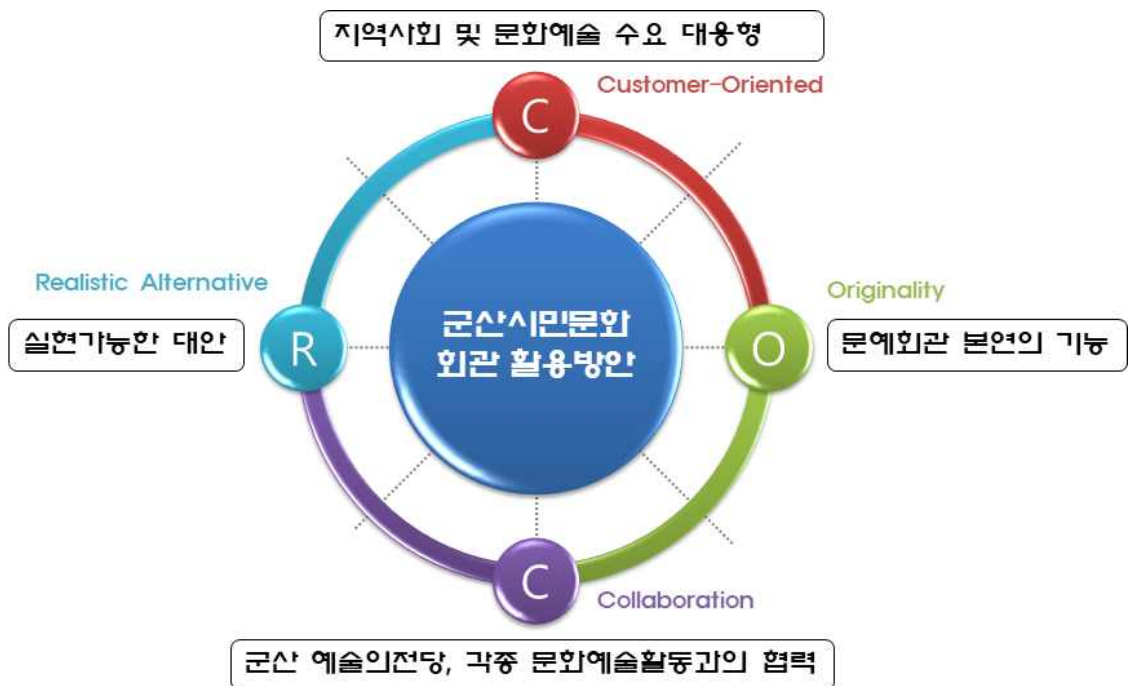 지역사회 및 문화예술 수요 대응형
C
Customer-Oriented
Realistic Alternative
R
실현가능한 대안
군산시민문화
회관 활용방안
Originality
O
문예회관 본연의 기능
C
Collaboration
군산 예술의전당, 각종 문화예술활동과의 협력